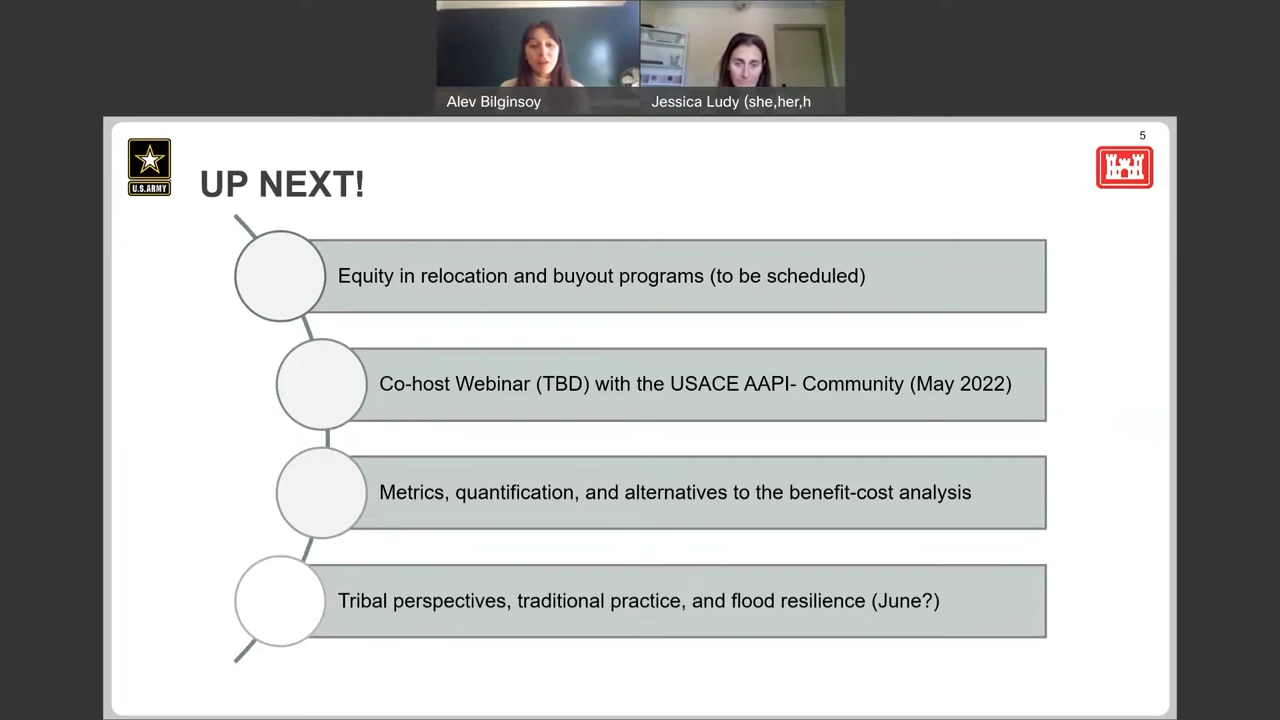 Alev Bilginsoy
Jessica Ludy (she,her,h
5
U.S.ARMY
UP NEXT!
Equity in relocation and buyout programs (to be scheduled)
Co-host Webinar (TBD) with the USACE AAPI- Community (May 2022)
Metrics, quantification, and alternatives to the benefit-cost analysis
Tribal perspectives, traditional practice, and flood resilience (June?)